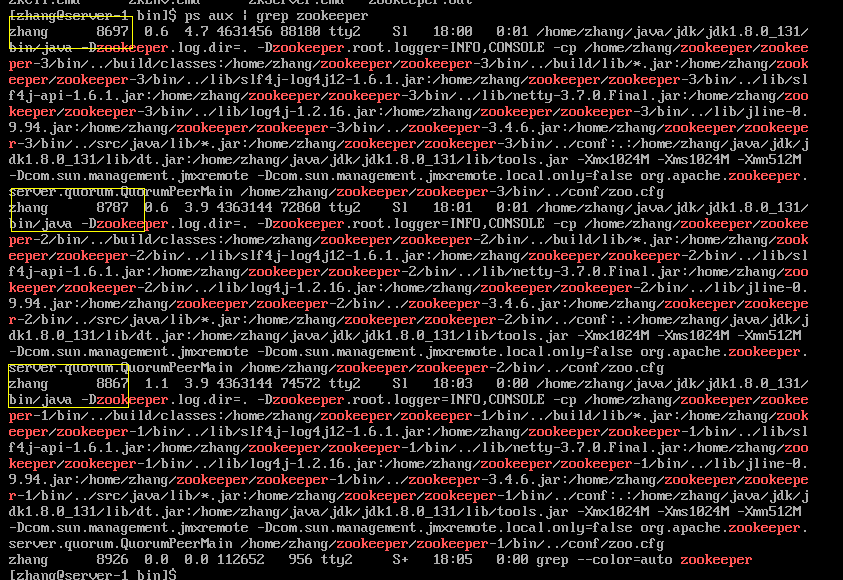 [zhang@server-1 bin]$ ps aux | grep zookeeper
zhang 8697 0.6 4.7 4631456 88180 tty2 Sl 18:00 0:01 /home/zhang/java/jdk/jdk1.8.0_131/
bin/java -Dzookeeper.log.dir=. -Dzookeeper.root.logger=INFO,CONSOLE -cp /home/zhang/zookeeper/zookee
per-3/bin/../build/classes:/home/zhang/zookeeper/zookeeper-3/bin/../build/lib/*.jar:/home/zhang/zook
eeper/zookeeper-3/bin/../lib/slf4j-log4j12-1.6.1.jar:/home/zhang/zookeeper/zookeeper-3/bin/../lib/sl
f4j-api-1.6.1.jar:/home/zhang/zookeeper/zookeeper-3/bin/../lib/netty-3.7.0.Final.jar:/home/zhang/zoo
keeper/zookeeper-3/bin/../lib/log4j-1.2.16.jar:/home/zhang/zookeeper/zookeeper-3/bin/../lib/jline-0.
9.94.jar:/home/zhang/zookeeper/zookeeper-3/bin/../zookeeper-3.4.6.jar:/home/zhang/zookeeper/zookeepe
r-3/bin/../src/java/lib/*.jar:/home/zhang/zookeeper/zookeeper-3/bin/../conf:.:/home/zhang/java/jdk/j
dk1.8.0_131/lib/dt.jar:/home/zhang/java/jdk/jdk1.8.0_131/lib/tools.jar -Xmx1024M -Xms1024M -Xmn512M
-Dcom.sun.management.jmxremote -Dcom.sun.management.jmxremote.local.only=false org.apache.zookeeper.
server.quorum.QuorumPeerMain /home/zhang/zookeeper/zookeeper-3/bin/../conf/zoo.cfg
zhang 8787 0.6 3.9 4363144 72860 tty2 Sl 18:01 0:01 /home/zhang/java/jdk/jdk1.8.0_131/
bin/java -Dzookeeper.log.dir=. -Dzookeeper.root.logger=INFO,CONSOLE -cp /home/zhang/zookeeper/zookee
per-2/bin/../build/classes:/home/zhang/zookeeper/zookeeper-2/bin/../build/lib/*.jar:/home/zhang/zook
eeper/zookeeper-2/bin/../lib/slf4j-log4j12-1.6.1.jar:/home/zhang/zookeeper/zookeeper-2/bin/../lib/sl
f4j-api-1.6.1.jar:/home/zhang/zookeeper/zookeeper-2/bin/../lib/netty-3.7.0.Final.jar:/home/zhang/zoo
keeper/zookeeper-2/bin/../lib/log4j-1.2.16.jar:/home/zhang/zookeeper/zookeeper-2/bin/../lib/jline-0.
9.94.jar:/home/zhang/zookeeper/zookeeper-2/bin/../zookeeper-3.4.6.jar:/home/zhang/zookeeper/zookeepe
r-2/bin/../src/java/lib/*.jar:/home/zhang/zookeeper/zookeeper-2/bin/../conf:.:/home/zhang/java/jdk/j
dk1.8.0_131/lib/dt.jar:/home/zhang/java/jdk/jdk1.8.0_131/lib/tools.jar -Xmx1024M -Xms1024M -Xmn512M
-Dcom.sun.management.jmxremote -Dcom.sun.management.jmxremote.local.only=false org.apache.zookeeper.
server.quorum.QuorumPeerMain /home/zhang/zookeeper/zookeeper-2/bin/../conf/zoo.cfg
zhang 8867 1.1 3.9 4363144 74572 tty2 Sl 18:03 0:00 /home/zhang/java/jdk/jdk1.8.0_131/
bin/java -Dzookeeper.log.dir=. -Dzookeeper.root.logger=INFO,CONSOLE -cp /home/zhang/zookeeper/zookee
per-1/bin/../build/classes:/home/zhang/zookeeper/zookeeper-1/bin/../build/lib/*.jar:/home/zhang/zook
eeper/zookeeper-1/bin/../lib/slf4j-log4j12-1.6.1.jar:/home/zhang/zookeeper/zookeeper-1/bin/../lib/sl
f4j-api-1.6.1.jar:/home/zhang/zookeeper/zookeeper-1/bin/../lib/netty-3.7.0.Final.jar:/home/zhang/zoo
keeper/zookeeper-1/bin/../lib/log4j-1.2.16.jar:/home/zhang/zookeeper/zookeeper-1/bin/../lib/jline-0.
9.94.jar:/home/zhang/zookeeper/zookeeper-1/bin/../zookeeper-3.4.6.jar:/home/zhang/zookeeper/zookeepe
r-1/bin/../src/java/lib/*.jar:/home/zhang/zookeeper/zookeeper-1/bin/../conf:.:/home/zhang/java/jdk/j
dk1.8.0_131/lib/dt.jar:/home/zhang/java/jdk/jdk1.8.0_131/lib/tools.jar -Xmx1024M -Xms1024M -Xmn512M
-Dcom.sun.management.jmxremote -Dcom.sun.management.jmxremote.local.only=false org.apache.zookeeper.
server.quorum.QuorumPeerMain /home/zhang/zookeeper/zookeeper-1/bin/../conf/zoo.cfg
zhang 8926 0.0 0.0 112652 956 tty2 S+ 18:05 0:00 grep --color=auto zookeeper
[zhang@server-1 bin]$